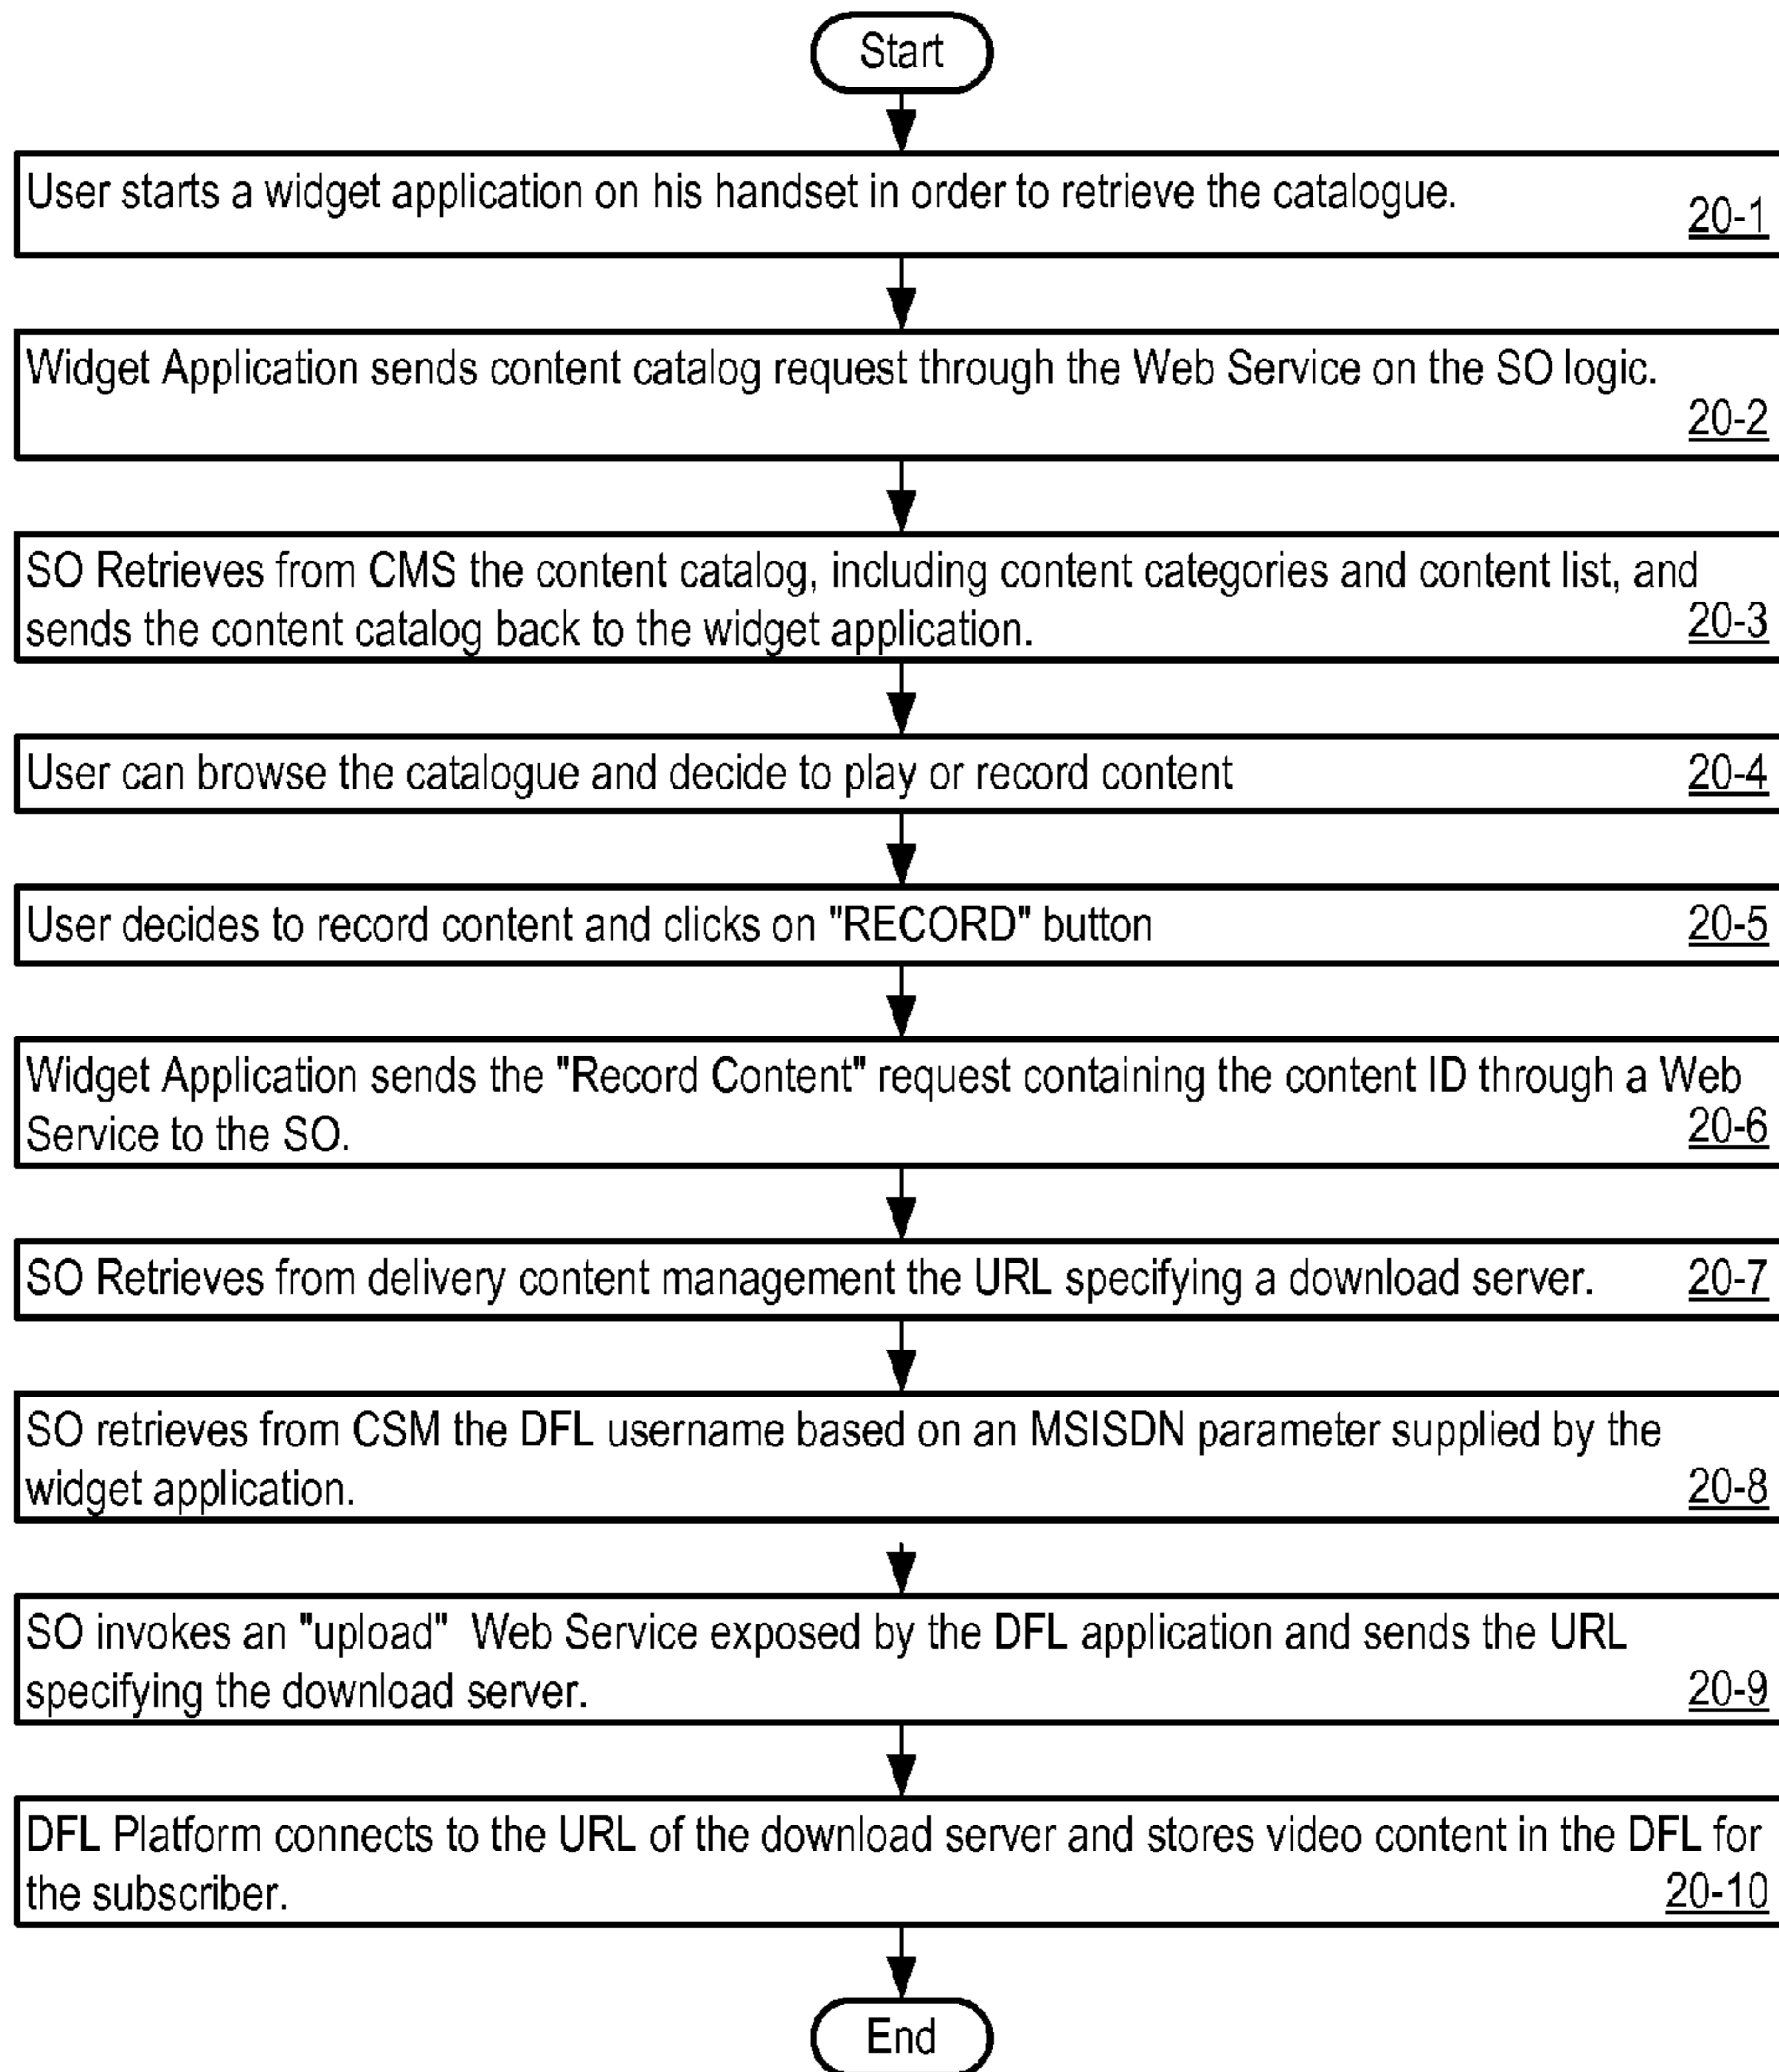 Start
User starts a widget application on his handset in order to retrieve the catalogue.
20-1
Widget Application sends content catalog request through the Web Service on the SO logic.
20-2
SO Retrieves from CMS the content catalog, including content categories and content list, and
sends the content catalog back to the widget application.
20-3
User can browse the catalogue and decide to play or record content
20-4
User decides to record content and clicks on "RECORD" button
20-5
Widget Application sends the "Record Content" request containing the content ID through a Web
Service to the SO.
20-6
SO Retrieves from delivery content management the URL specifying a download server.
20-7
SO retrieves from CSM the DFL username based on an MSISDN parameter supplied by the
widget application.
20-8
SO invokes an "upload" Web Service exposed by the DFL application and sends the URL
specifying the download server.
20-9
DFL Platform connects to the URL of the download server and stores video content in the DFL for
the subscriber.
20-10
End